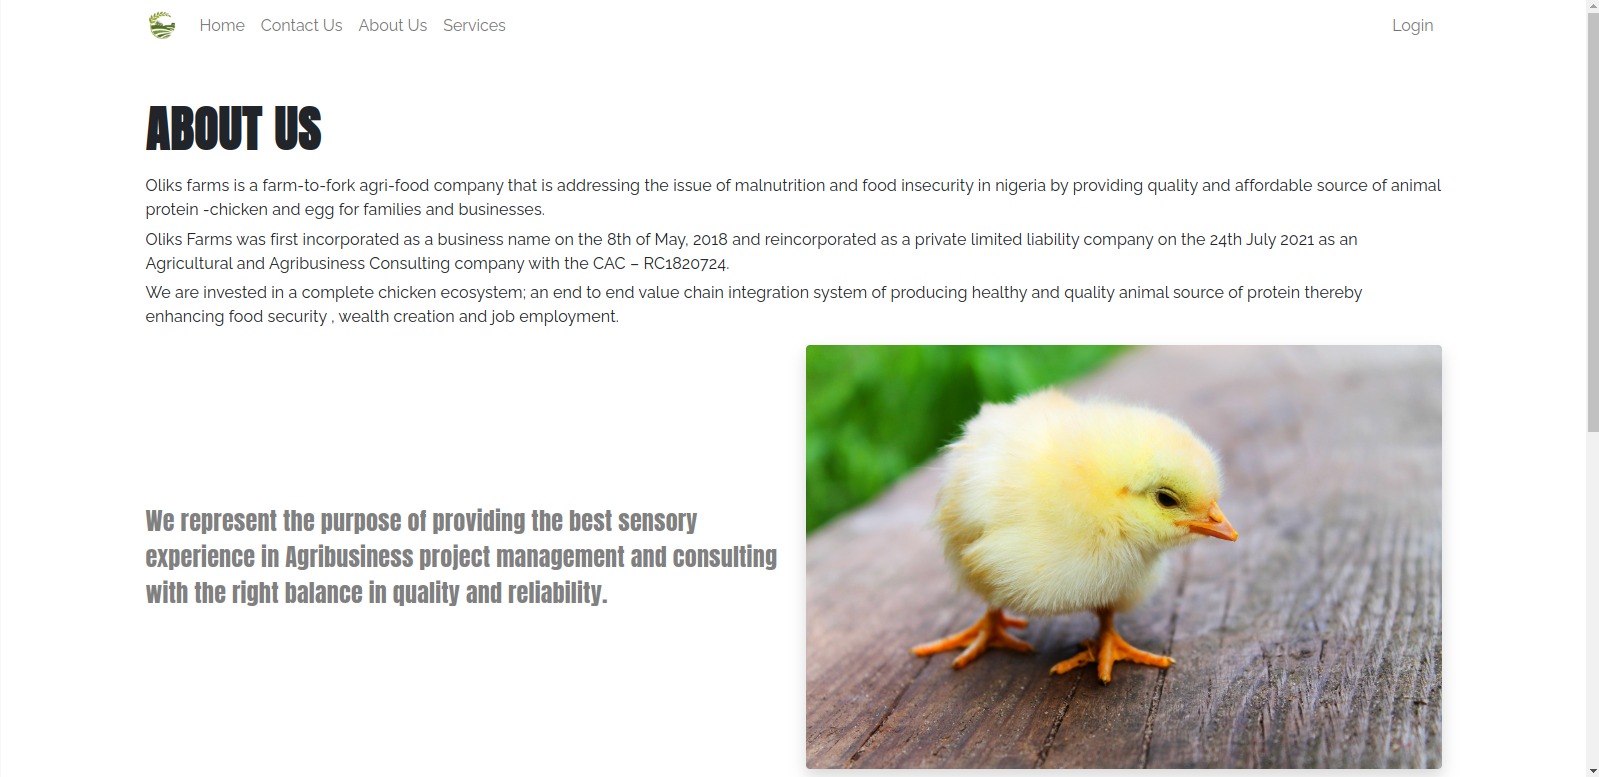 Home Contact Us About Us Services Login
ABOUT US
Oliks farms is a farm-to-fork agri-food company that is addressing the issue of malnutrition and food insecurity in nigeria by providing quality and affordable source of animal
protein -chicken and egg for families and businesses.
Oliks Farms was first incorporated as a business name on the 8th of May, 2018 and reincorporated as a private limited liability company on the 24th July 2021 as an
Agricultural and Agribusiness Consulting company with the CAC – RC1820724.
We are invested in a complete chicken ecosystem; an end to end value chain integration system of producing healthy and quality animal source of protein thereby
enhancing food security , wealth creation and job employment.
We represent the purpose of providing the best sensory
experience in Agribusiness project management and consulting
with the right balance in quality and reliability.